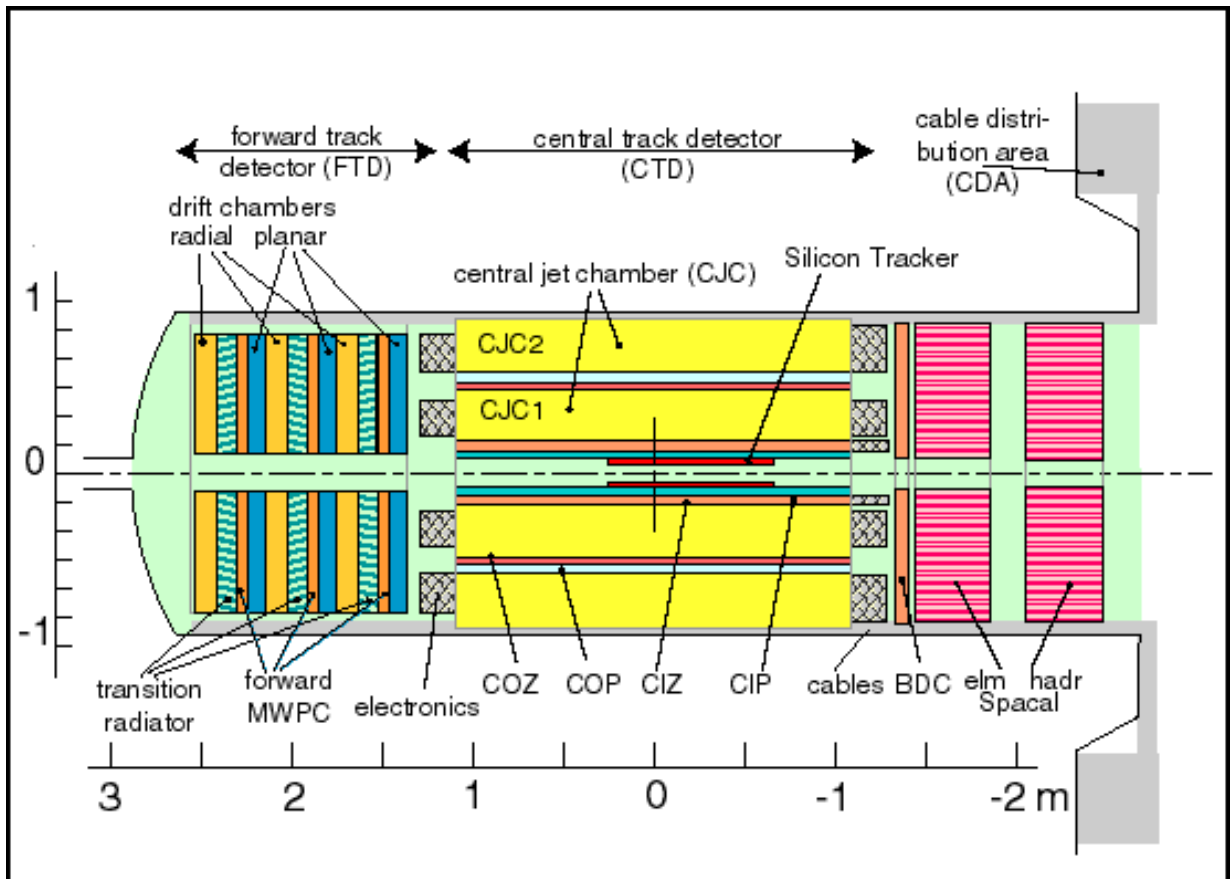 forward track
detector (FTD)
central track detector
(CTD)
cable distri-
bution area
(CDA)
drift chambers
radial planar
central jet chamber (CJC)
Silicon Tracker
1
CJC2
CJC1
0
-1
transition
radiator
forward
MWPC
electronics
COZ
COP
CIZ
CIP
cables
BDC
elm hadr
Spacal
3 2 1 0 -1 -2 m